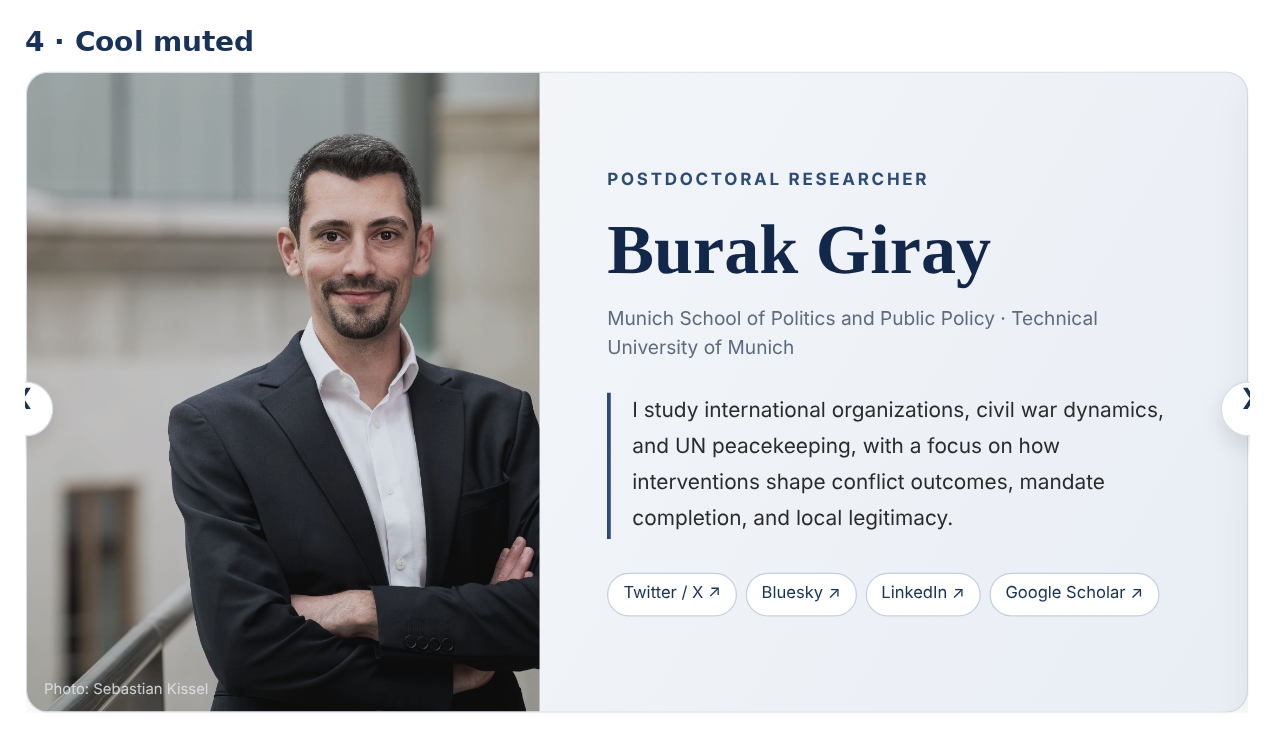 4 · Cool muted
POSTDOCTORAL RESEARCHER
Burak Giray
Munich School of Politics and Public Policy · Technical
University of Munich
I study international organizations, civil war dynamics,
and UN peacekeeping, with a focus on how
interventions shape conflict outcomes, mandate
completion, and local legitimacy.
Twitter / X ↗ Bluesky ↗ LinkedIn ↗ Google Scholar ↗
Photo: Sebastian Kissel